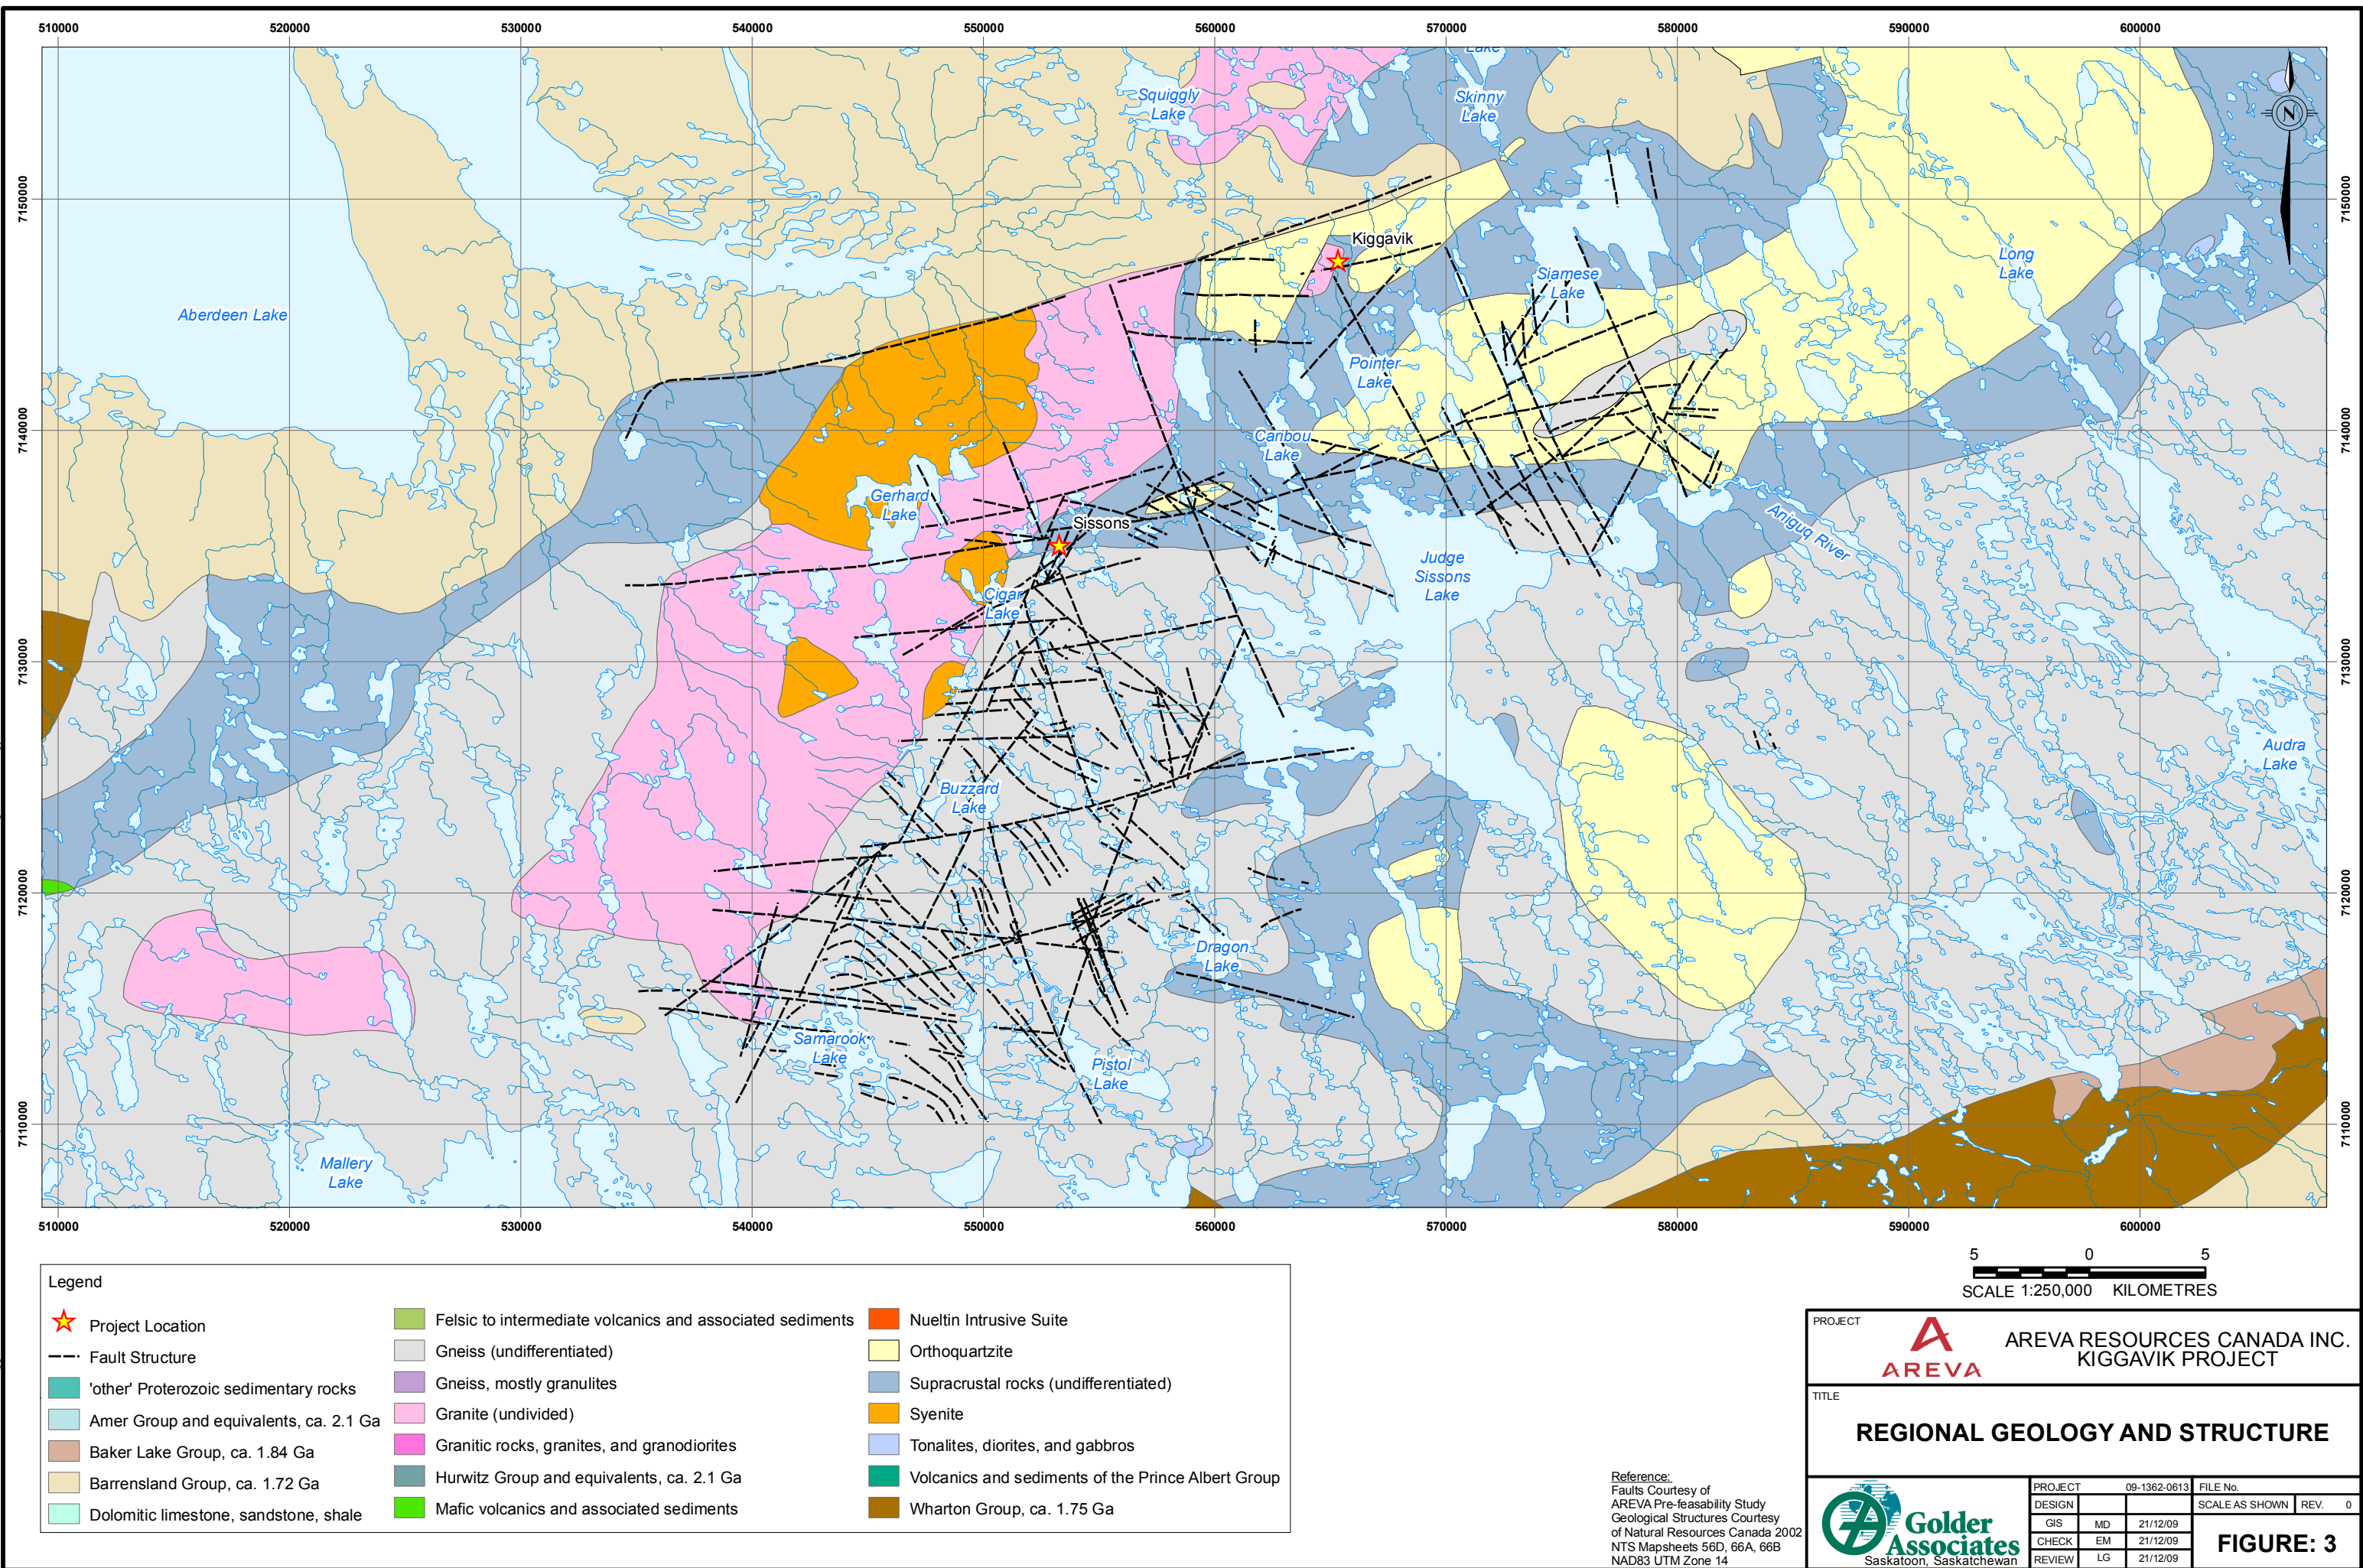 510000 520000 530000 540000 550000 560000 570000 580000 590000 600000
Lake
Squiggly
Lake
Skinny
Lake
N
7150000
7150000
Kiggavik
Long
Lake
Siamese
Lake
Aberdeen Lake
Pointer
Lake
7140000
7140000
Caribou
Lake
Gerhard
Lake
Sissons
Aniguq River
Judge
Sissons
Lake
Cigar
Lake
7130000
7130000
Audra
Lake
Buzzard
Lake
7120000
7120000
Dragon
Lake
Samarook
Lake
Pistol
Lake
7110000
7110000
Mallery
Lake
510000 520000 530000 540000 550000 560000 570000 580000 590000 600000
5 0 5
SCALE 1:250,000 KILOMETRES
Legend
Project Location
Fault Structure
'other' Proterozoic sedimentary rocks
Amer Group and equivalents, ca. 2.1 Ga
Baker Lake Group, ca. 1.84 Ga
Barrensland Group, ca. 1.72 Ga
Dolomitic limestone, sandstone, shale
Felsic to intermediate volcanics and associated sediments
Gneiss (undifferentiated)
Gneiss, mostly granulites
Granite (undivided)
Granitic rocks, granites, and granodiorites
Hurwitz Group and equivalents, ca. 2.1 Ga
Mafic volcanics and associated sediments
Nueltin Intrusive Suite
Orthoquartzite
Supracrustal rocks (undifferentiated)
Syenite
Tonalites, diorites, and gabbros
Volcanics and sediments of the Prince Albert Group
Wharton Group, ca. 1.75 Ga
Reference:
Faults Courtesy of
AREVA Pre-feasability Study
Geological Structures Courtesy
of Natural Resources Canada 2002
NTS Mapsheets 56D, 66A, 66B
NAD83 UTM Zone 14
PROJECT
AREVA
AREVA RESOURCES CANADA INC.
KIGGAVIK PROJECT
TITLE
REGIONAL GEOLOGY AND STRUCTURE
Golder
Associates
Saskatoon, Saskatchewan
PROJECT 09-1362-0613 FILE No.
DESIGN SCALE AS SHOWN REV. 0
GIS MD 21/12/09
CHECK EM 21/12/09
REVIEW LG 21/12/09
FIGURE: 3